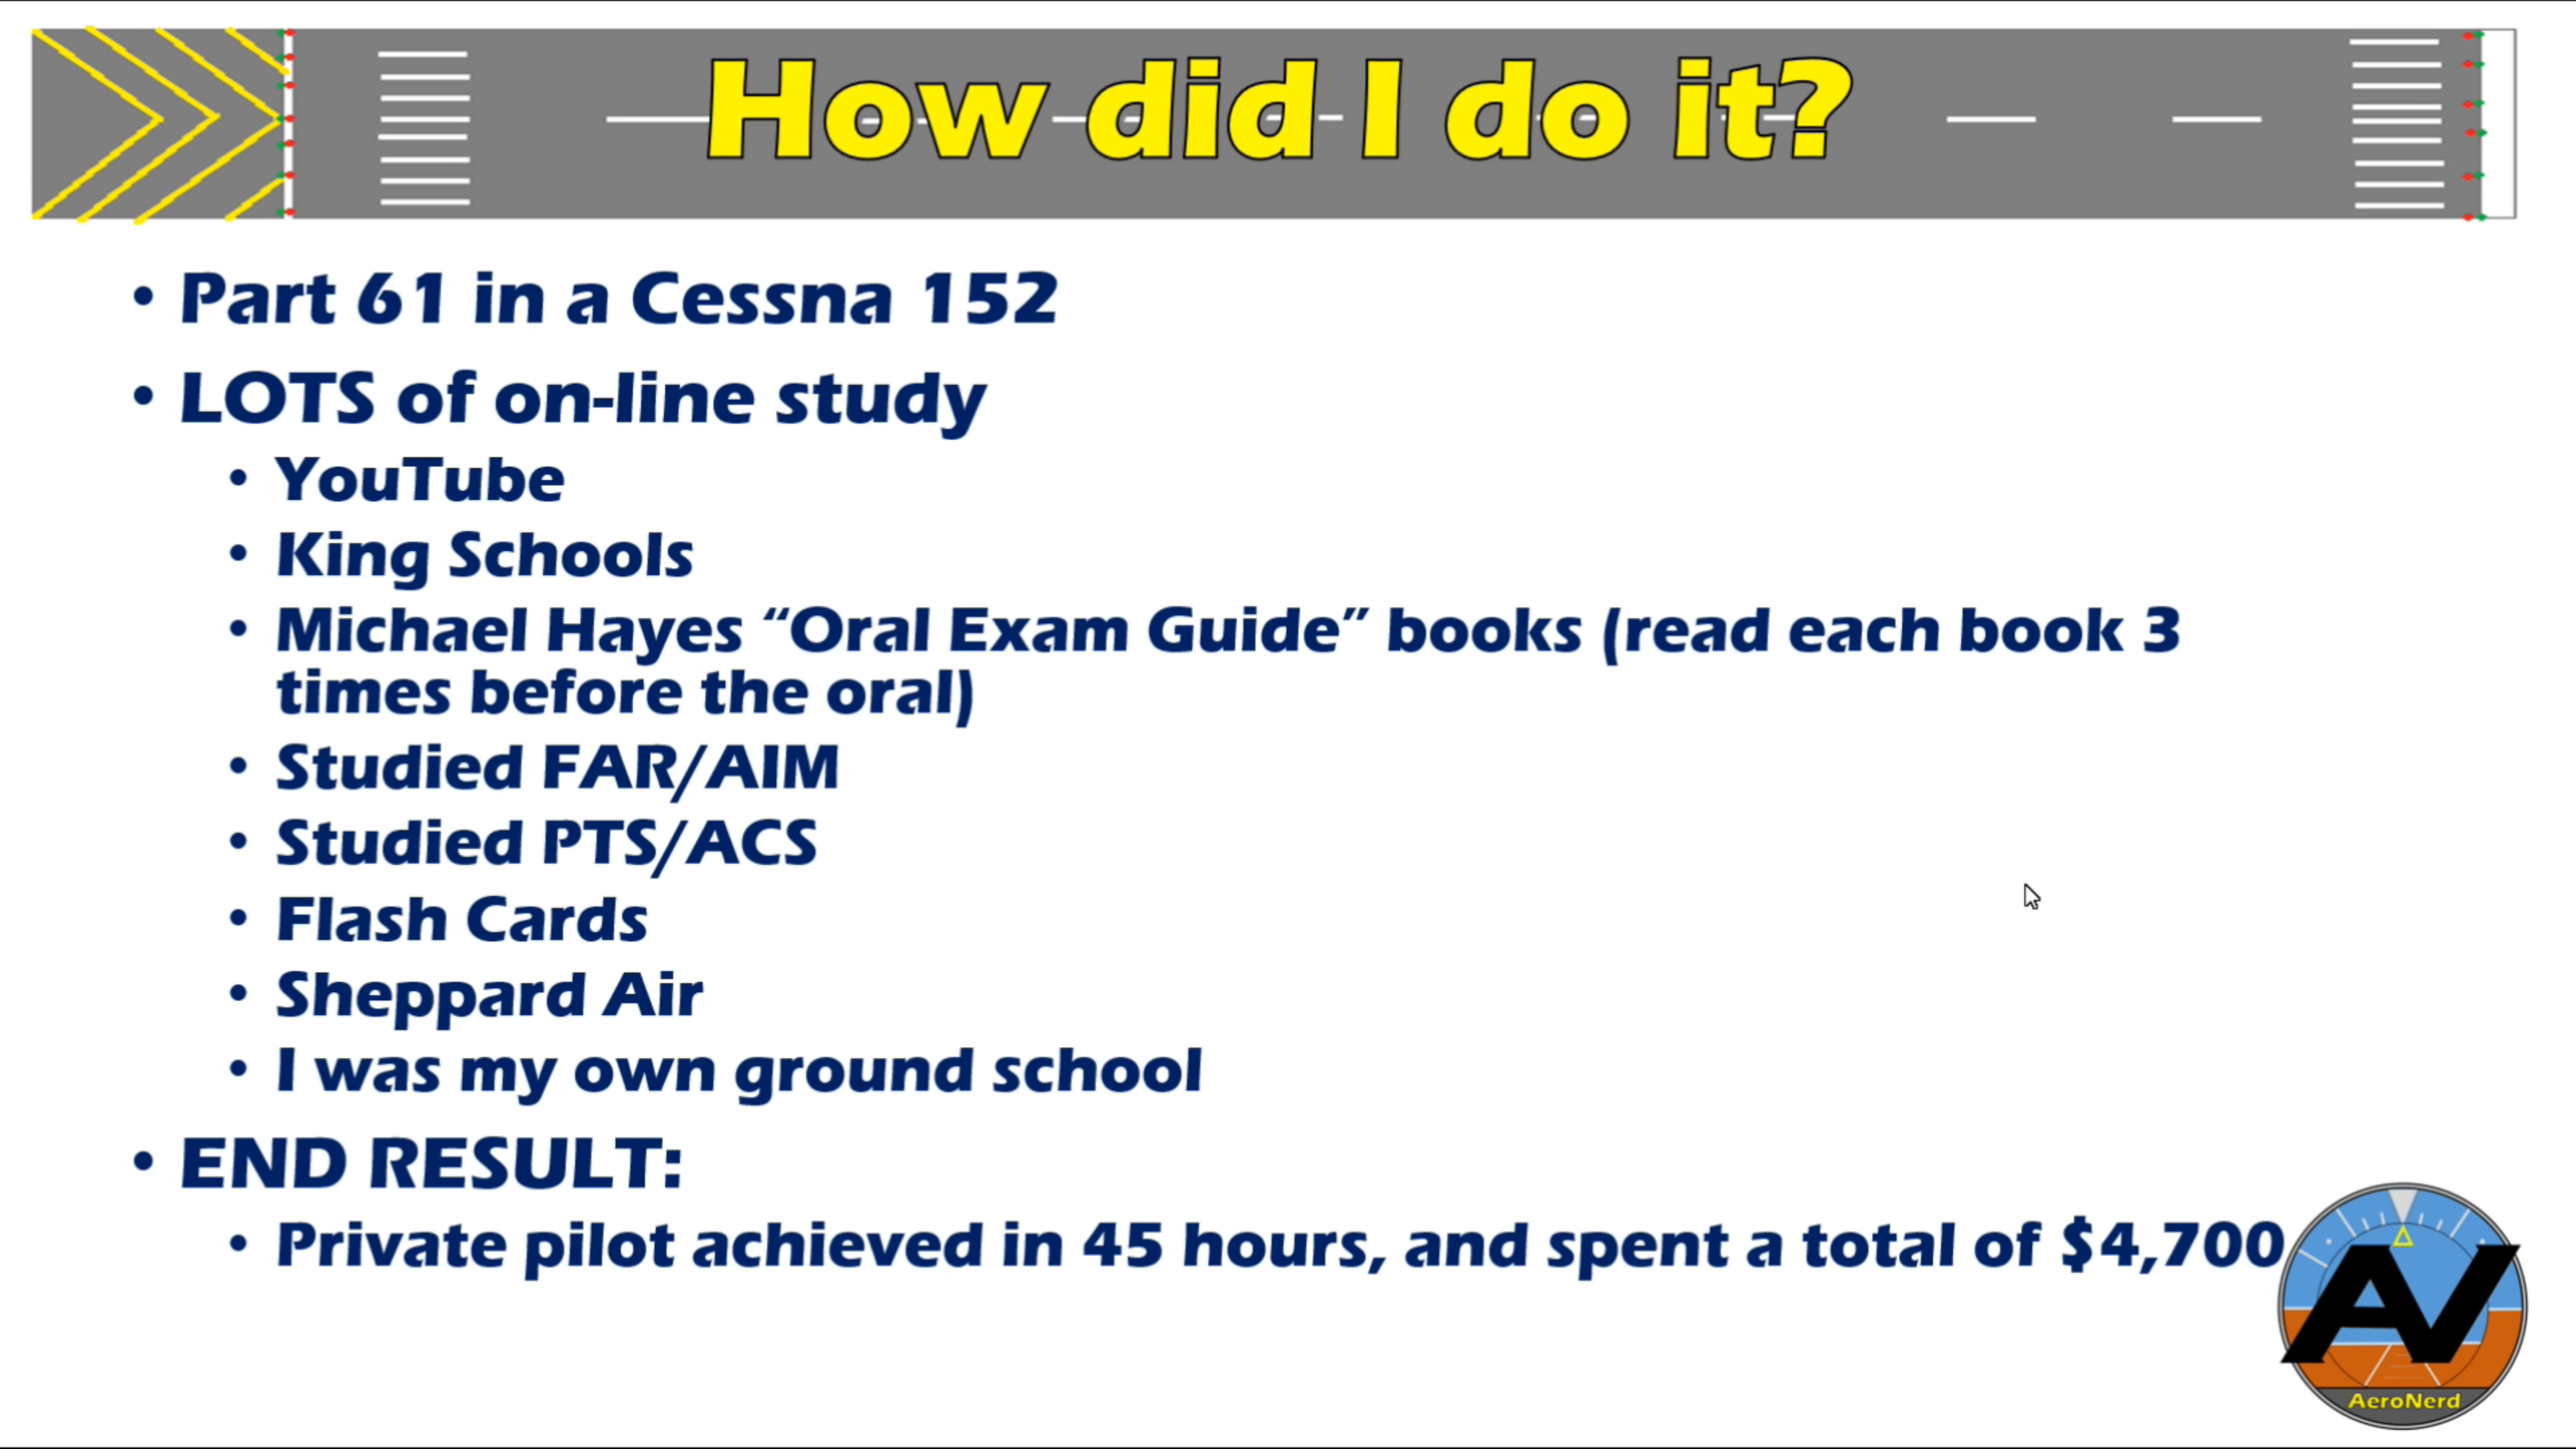 How did I do it?
• Part 61 in a Cessna 152
• LOTS of on-line study
• YouTube
• King Schools
• Michael Hayes “Oral Exam Guide” books (read each book 3
times before the oral)
• Studied FAR/AIM
• Studied PTS/ACS
• Flash Cards
• Sheppard Air
• I was my own ground school
• END RESULT:
• Private pilot achieved in 45 hours, and spent a total of $4,700
AV
AeroNerd